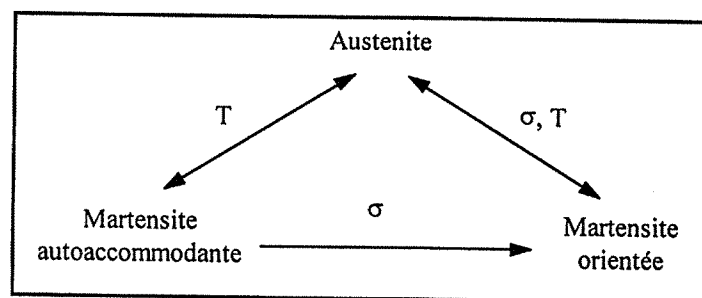 Austenite
T
σ, T
σ
Martensite
autoaccommodante
Martensite
orientée